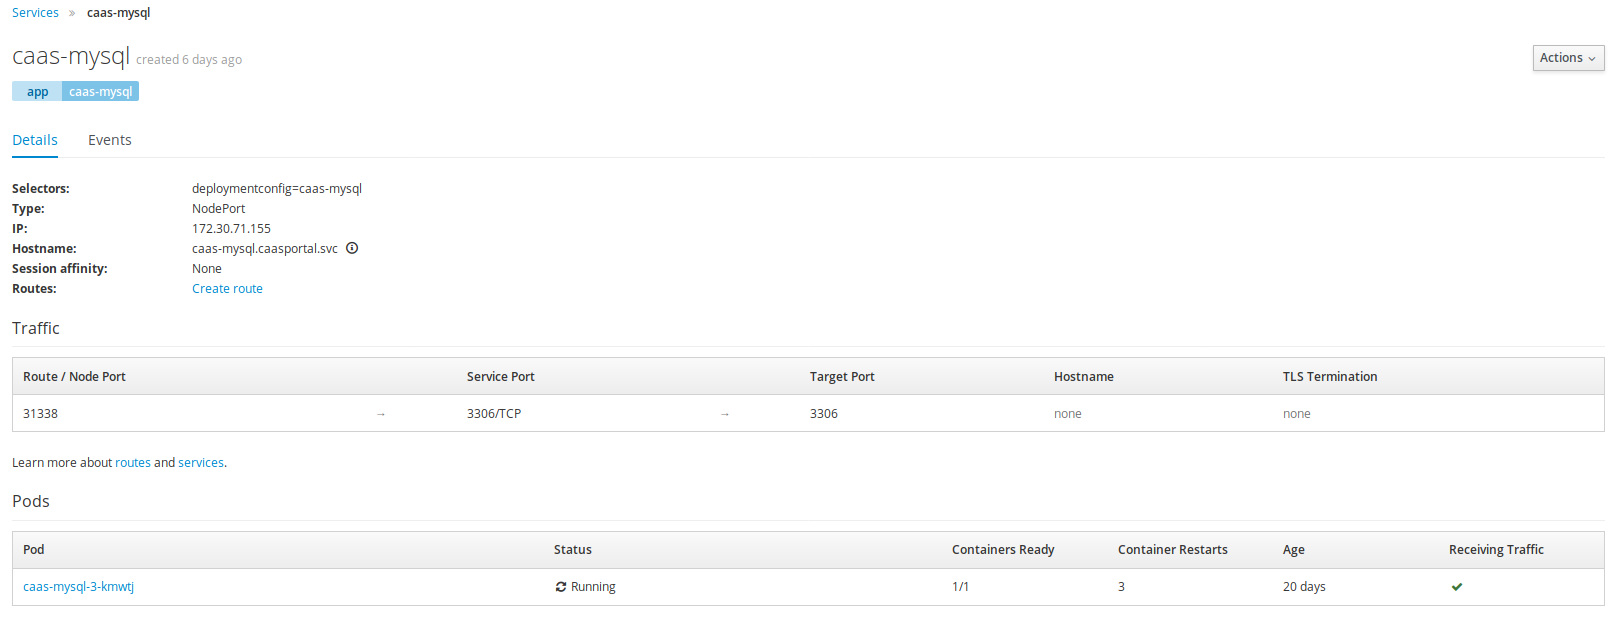 Services » caas-mysql
caas-mysql created 6 days ago
Actions
app caas-mysql
Details Events
Selectors: deploymentconfig=caas-mysql
Type: NodePort
IP: 172.30.71.155
Hostname: caas-mysql.caasportal.svc
Session affinity: None
Routes: Create route
Traffic
Route / Node Port Service Port Target Port Hostname TLS Termination
31338 → 3306/TCP → 3306 none none
Learn more about routes and services.
Pods
Pod Status Containers Ready Container Restarts Age Receiving Traffic
caas-mysql-3-kmwtj Running 1/1 3 20 days